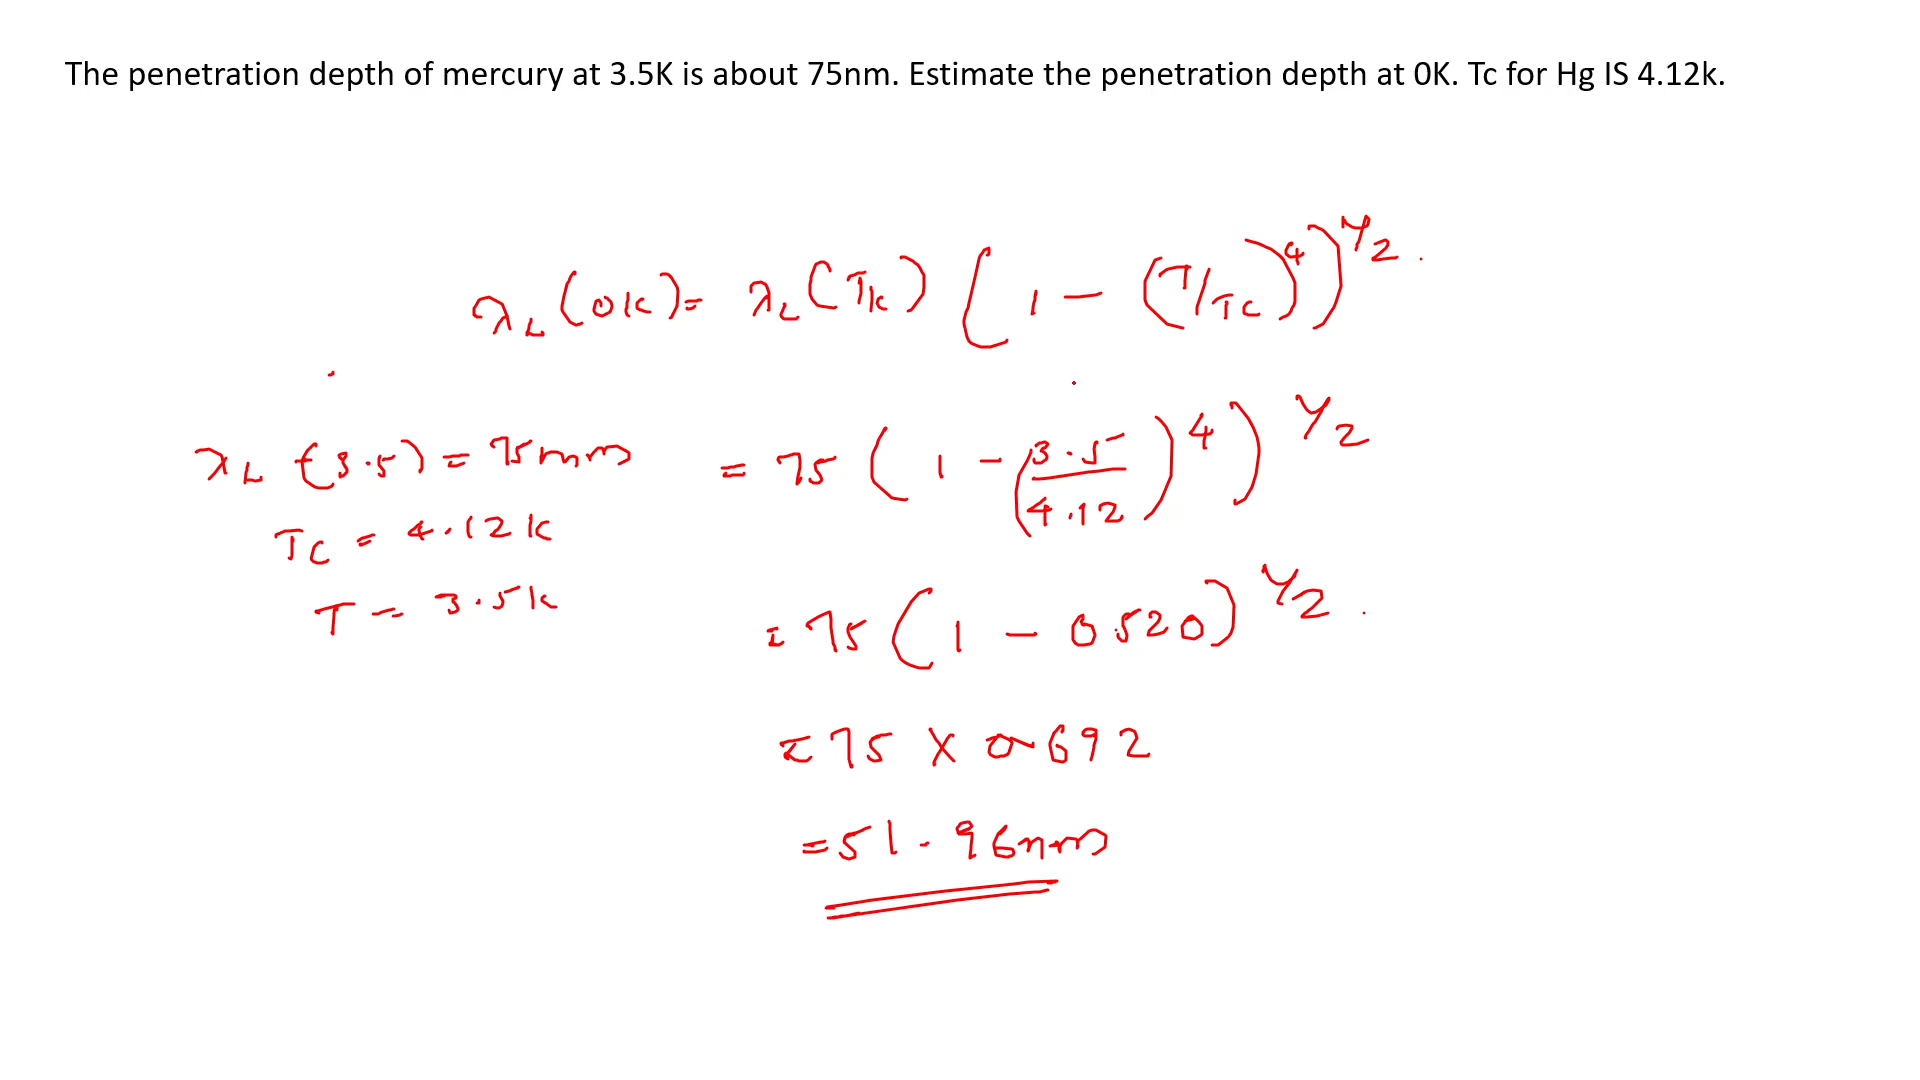 The penetration depth of mercury at 3.5K is about 75nm. Estimate the penetration depth at 0K. Tc for Hg IS 4.12k.
λL (0K) = λL (TK) (1 - (T/Tc)^4)^1/2 .
λL (3.5) = 75nm
Tc = 4.12k
T = 3.5k
= 75 (1 - (3.5/4.12)^4)^1/2
= 75 (1 - 0.520)^1/2 .
= 75 X 0.692
= 51.96nm